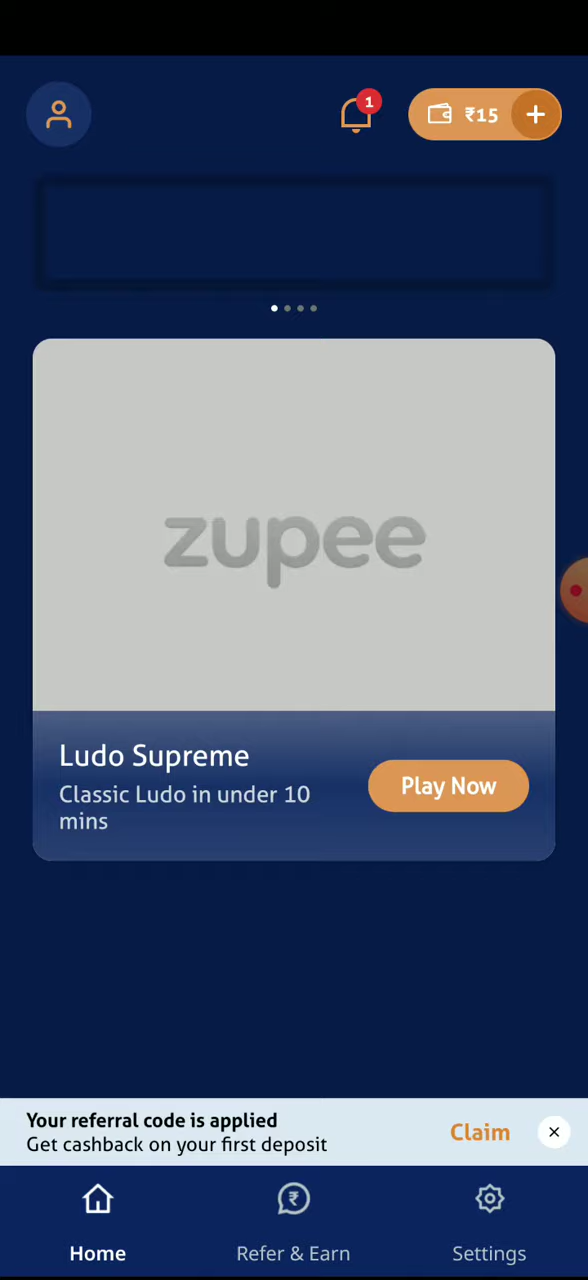 1
₹15
zupee
Ludo Supreme
Classic Ludo in under 10
mins
Play Now
Your referral code is applied
Get cashback on your first deposit
Claim
Home
Refer & Earn
Settings